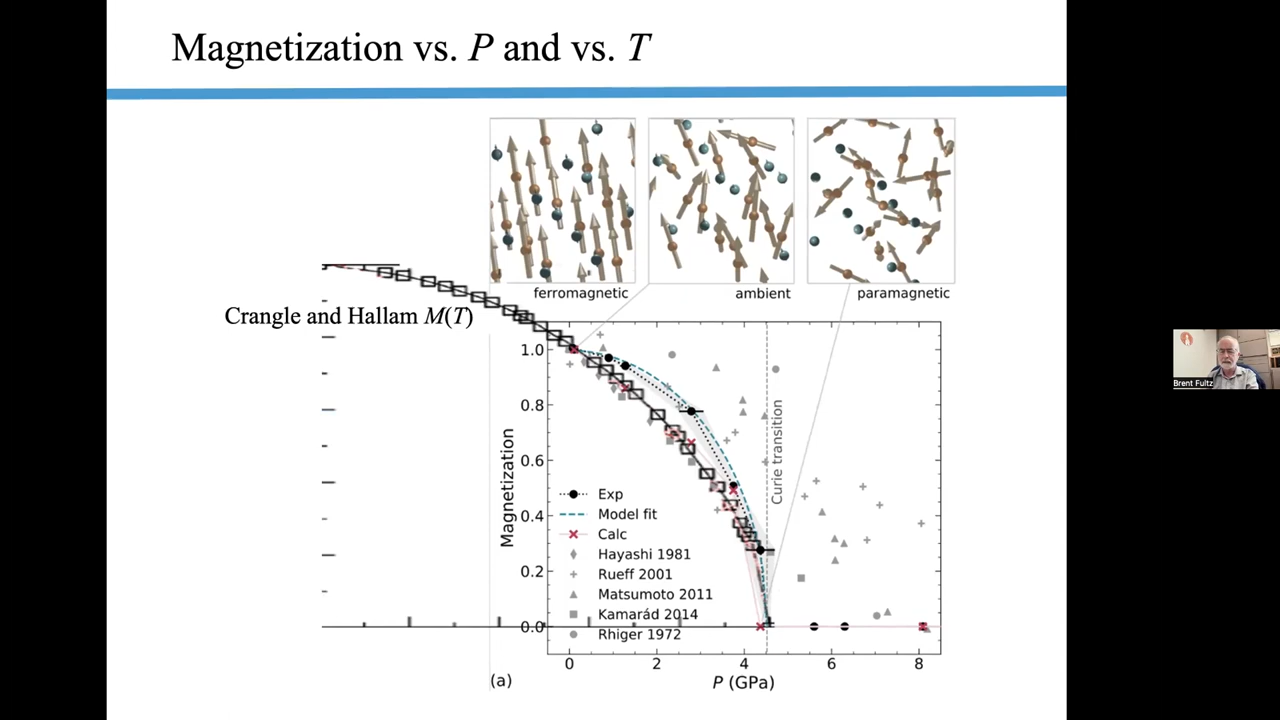 Magnetization vs. P and vs. T
ferromagnetic
ambient
paramagnetic
Crangle and Hallam M(T)
Magnetization
1.0
0.8
0.6
0.4
0.2
0.0
Curie transition
Exp
Model fit
Calc
Hayashi 1981
Rueff 2001
Matsumoto 2011
Kamarád 2014
Rhiger 1972
0 2 4 6 8
(a)
P (GPa)
Brent Fultz